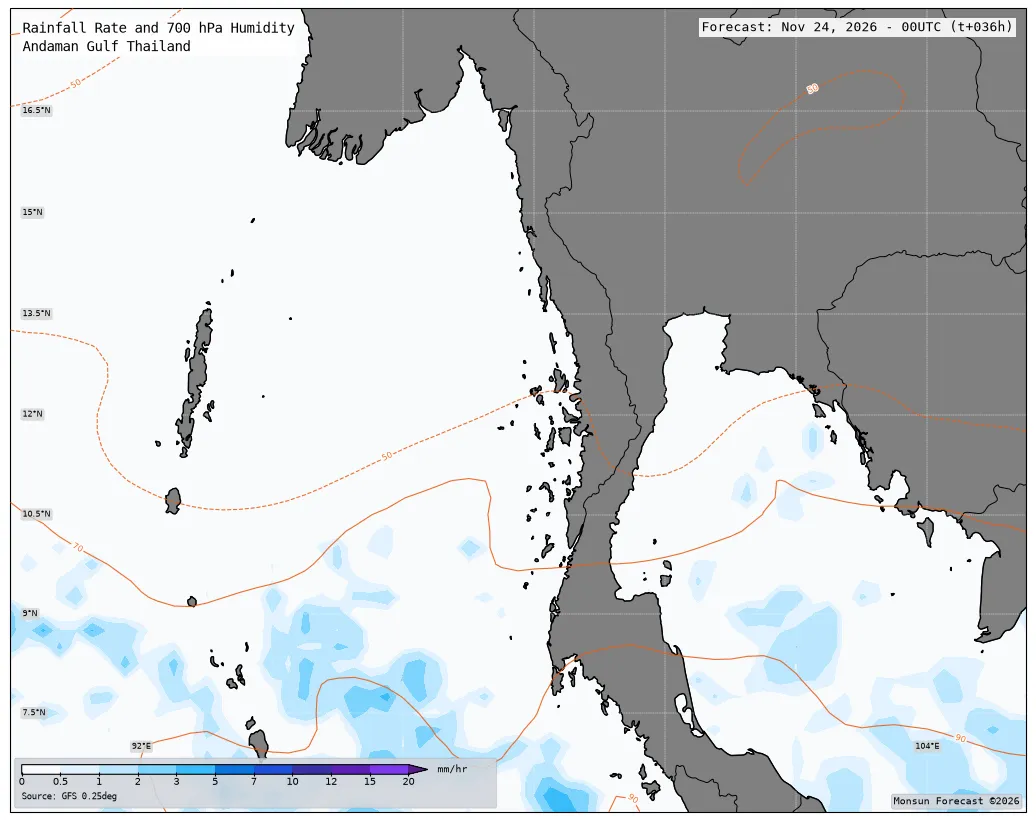 Rainfall Rate and 700 hPa Humidity
Andaman Gulf Thailand
Forecast: Nov 24, 2026 - 00UTC (t+036h)
50
50
16.5°N
15°N
13.5°N
12°N
50
10.5°N
70
9°N
7.5°N
92°E
104°E
90
90
0 0.5 1 2 3 5 7 10 12 15 20 mm/hr
Source: GFS 0.25deg
Monsun Forecast ©2026